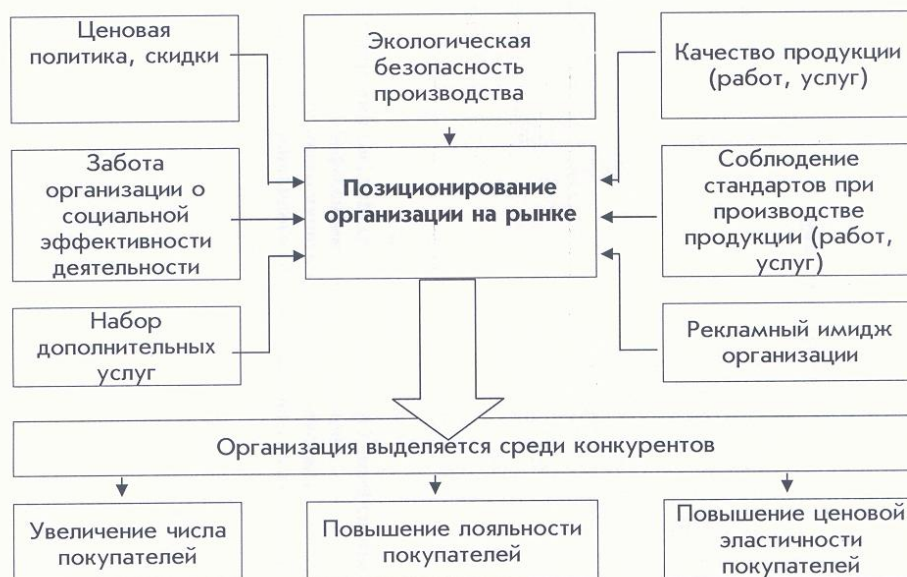 Ценовая
политика, скидки
Экологическая
безопасность
производства
Качество продукции
(работ, услуг)
Забота
организации о
социальной
эффективности
деятельности
Позиционирование
организации на рынке
Соблюдение
стандартов при
производстве
продукции (работ,
услуг)
Набор
дополнительных
услуг
Рекламный имидж
организации
Организация выделяется среди конкурентов
Увеличение числа
покупателей
Повышение лояльности
покупателей
Повышение ценовой
эластичности
покупателей